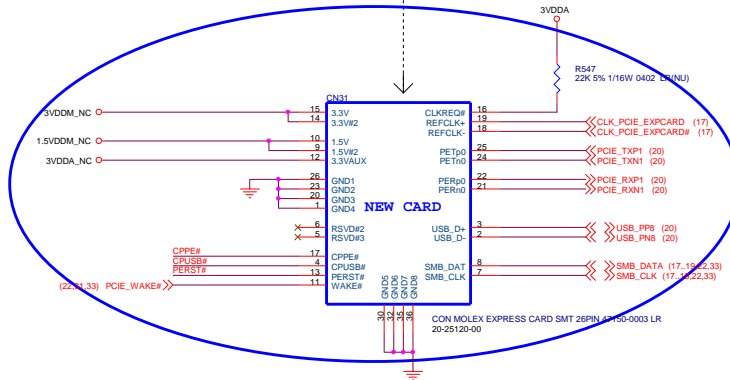 3VDDA
R547
22K 5% 1/16W 0402 LR(NU)
CN31
3VDDM_NC 15 3.3V CLKREQ# 16
14 3.3V#2 REFCLK+ 19 CLK_PCIE_EXPCARD (17)
REFCLK- 18 CLK_PCIE_EXPCARD# (17)
1.5VDDM_NC 10 1.5V
9 1.5V#2 PETp0 25 PCIE_TXP1 (20)
3VDDA_NC 12 3.3VAUX PETn0 24 PCIE_TXN1 (20)
26 GND1 PERp0 22 PCIE_RXP1 (20)
23 GND2 PERn0 21 PCIE_RXN1 (20)
20 GND3
1 GND4
NEW CARD
6 RSVD#2 USB_D+ 3 USB_PP8 (20)
5 RSVD#3 USB_D- 2 USB_PN8 (20)
CPPE# 17 CPPE#
CPUSB# 4 CPUSB# SMB_DAT 8 SMB_DATA (17..19,22,33)
PERST# 13 PERST# SMB_CLK 7 SMB_CLK (17..19,22,33)
PCIE_WAKE# 11 WAKE#
GND5 GND6 GND7 GND8
30 32 35 36
CON MOLEX EXPRESS CARD SMT 26PIN 47150-0003 LR
20-25120-00